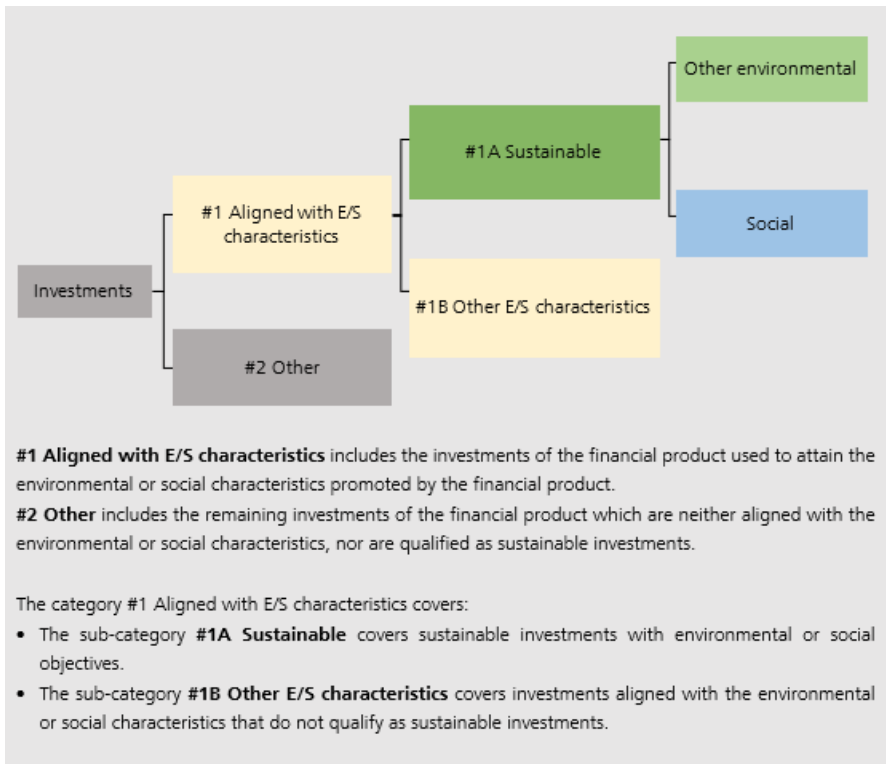 Other environmental
#1A Sustainable
#1 Aligned with E/S
characteristics
Social
Investments
#1B Other E/S characteristics
#2 Other
#1 Aligned with E/S characteristics includes the investments of the financial product used to attain the
environmental or social characteristics promoted by the financial product.
#2 Other includes the remaining investments of the financial product which are neither aligned with the
environmental or social characteristics, nor are qualified as sustainable investments.
The category #1 Aligned with E/S characteristics covers:
• The sub-category #1A Sustainable covers sustainable investments with environmental or social
objectives.
• The sub-category #1B Other E/S characteristics covers investments aligned with the environmental
or social characteristics that do not qualify as sustainable investments.